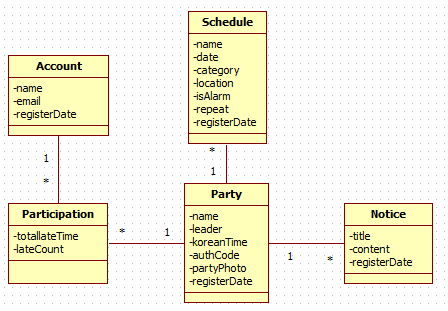 Schedule
-name
-date
-category
-location
-isAlarm
-repeat
-registerDate
Account
-name
-email
-registerDate
1
*
*
1
Participation
-totallateTime
-lateCount
*
1
Party
-name
-leader
-koreanTime
-authCode
-partyPhoto
-registerDate
1
*
Notice
-title
-content
-registerDate